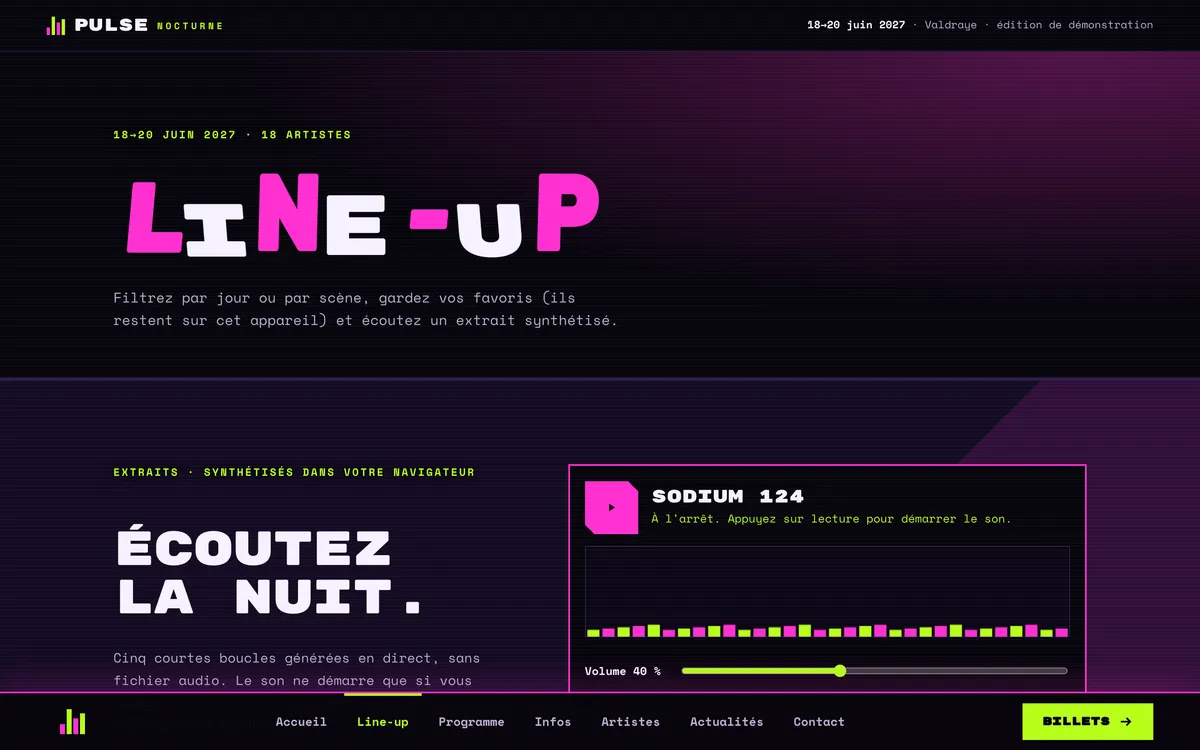 PULSE NOCTURNE
18→20 juin 2027 · Valdraye · édition de démonstration
18→20 JUIN 2027 · 18 ARTISTES
LiNE-uP
Filtrez par jour ou par scène, gardez vos favoris (ils
restent sur cet appareil) et écoutez un extrait synthétisé.
EXTRAITS · SYNTHÉTISÉS DANS VOTRE NAVIGATEUR
ÉCOUTEZ
LA NUIT.
Cinq courtes boucles générées en direct, sans
fichier audio. Le son ne démarre que si vous
SODIUM 124
À l'arrêt. Appuyez sur lecture pour démarrer le son.
Volume 40 %
Accueil Line-up Programme Infos Artistes Actualités Contact
BILLETS →